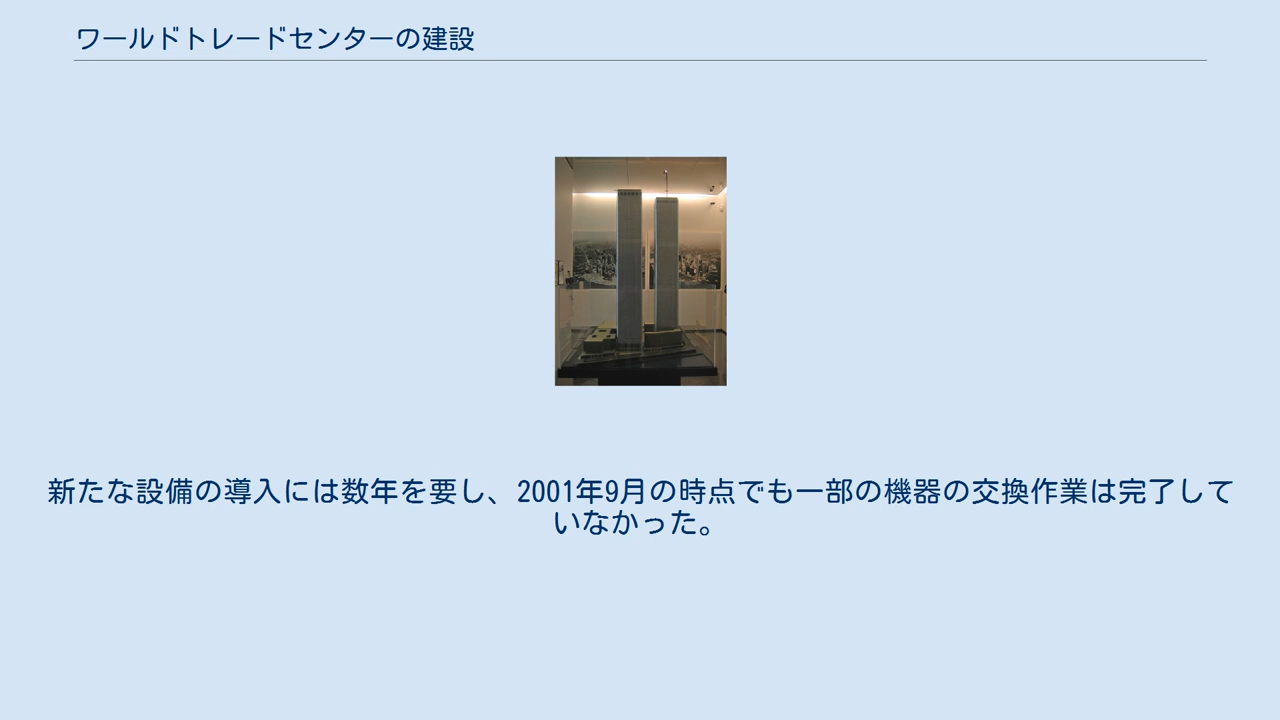 ワールドトレードセンターの建設
新たな設備の導入には数年を要し、2001年9月の時点でも一部の機器の交換作業は完了して
いなかった。